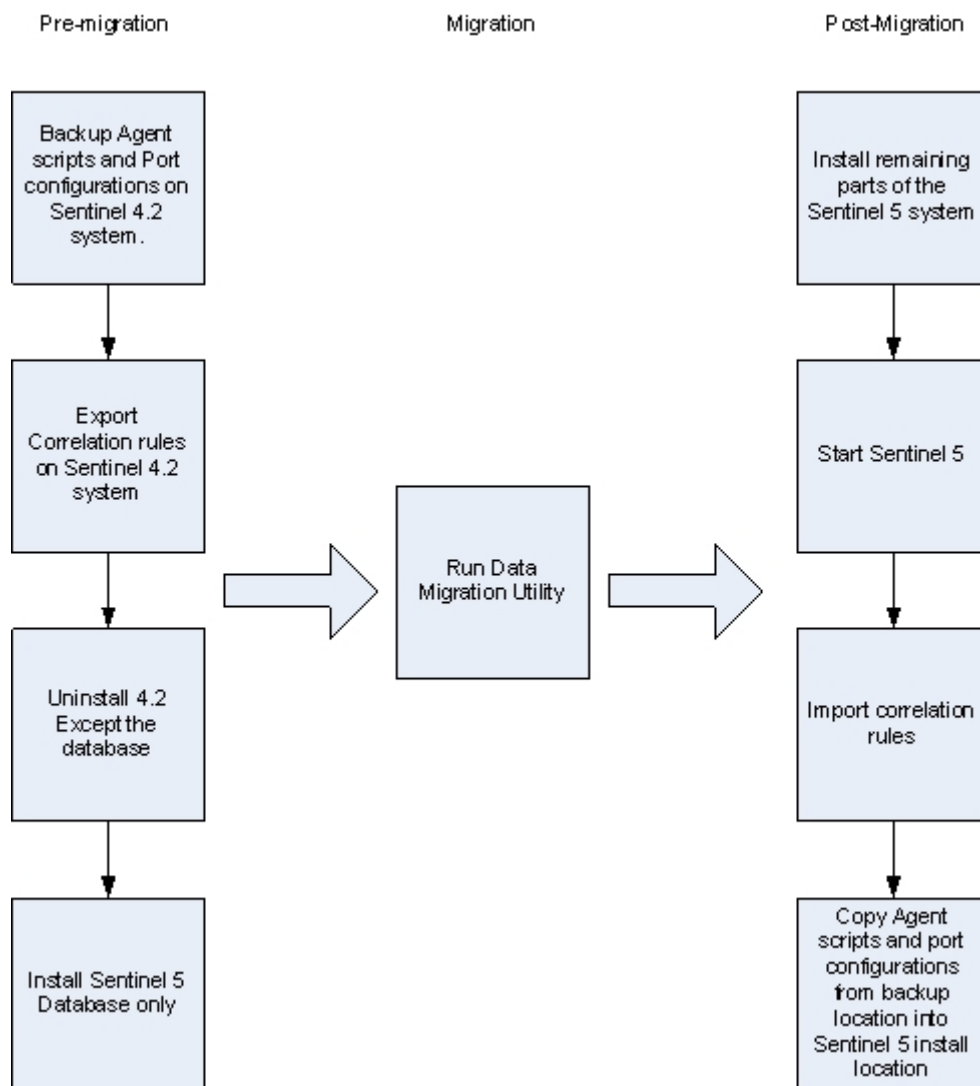 Pre-migration
Migration
Post-Migration
Backup Agent
scripts and Port
configurations on
Sentinel 4.2
system.
Export
Correlation rules
on Sentinel 4.2
system
Uninstall 4.2
Except the
database
Install Sentinel 5
Database only
Run Data
Migration Utility
Install remaining
parts of the
Sentinel 5 system
Start Sentinel 5
Import correlation
rules
Copy Agent
scripts and port
configurations
from backup
location into
Sentinel 5 install
location